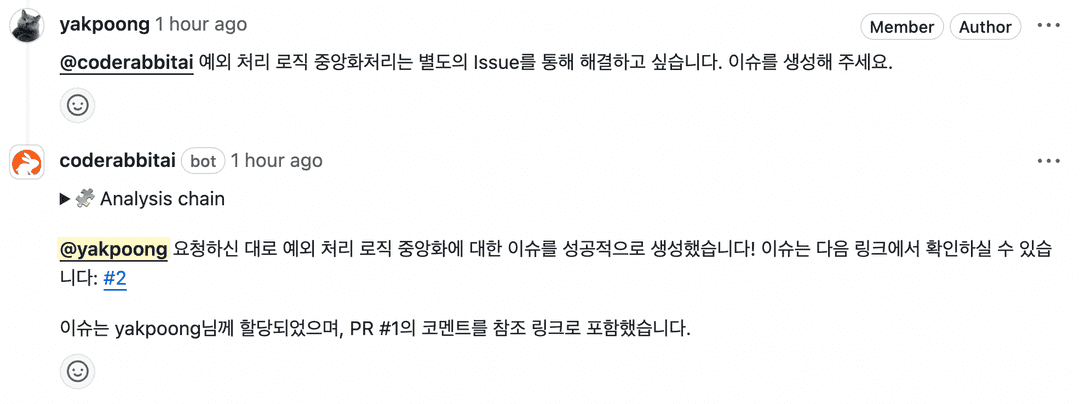 yakpoong 1 hour ago Member Author
@coderabbitai 예외 처리 로직 중앙화처리는 별도의 Issue를 통해 해결하고 싶습니다. 이슈를 생성해 주세요.
coderabbitai bot 1 hour ago
Analysis chain
@yakpoong 요청하신 대로 예외 처리 로직 중앙화에 대한 이슈를 성공적으로 생성했습니다! 이슈는 다음 링크에서 확인하실 수 있습
니다: #2
이슈는 yakpoong님께 할당되었으며, PR #1의 코멘트를 참조 링크로 포함했습니다.